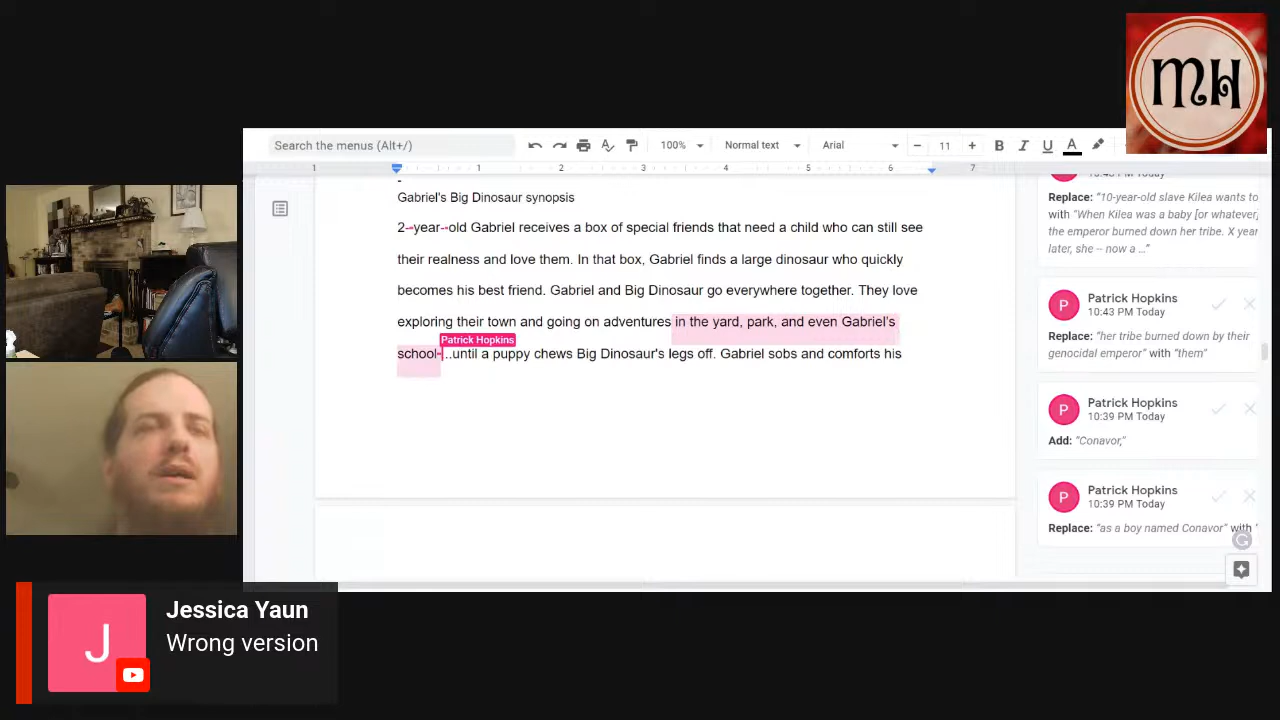 MH
Search the menus (Alt+/)
100%
Normal text
Arial
11
B
I
U
A
1
1
2
3
4
5
6
7
Gabriel's Big Dinosaur synopsis
2--year--old Gabriel receives a box of special friends that need a child who can still see
their realness and love them. In that box, Gabriel finds a large dinosaur who quickly
becomes his best friend. Gabriel and Big Dinosaur go everywhere together. They love
exploring their town and going on adventures in the yard, park, and even Gabriel's
Patrick Hopkins
school-...until a puppy chews Big Dinosaur's legs off. Gabriel sobs and comforts his
Replace: "10-year-old slave Kilea wants to
with "When Kilea was a baby [or whatever]
the emperor burned down her tribe. X year
later, she -- now a ..."
P
Patrick Hopkins
10:43 PM Today
Replace: "her tribe burned down by their
genocidal emperor" with "them"
P
Patrick Hopkins
10:39 PM Today
Add: "Conavor,"
P
Patrick Hopkins
10:39 PM Today
Replace: "as a boy named Conavor" with "
G
J
Jessica Yaun
Wrong version